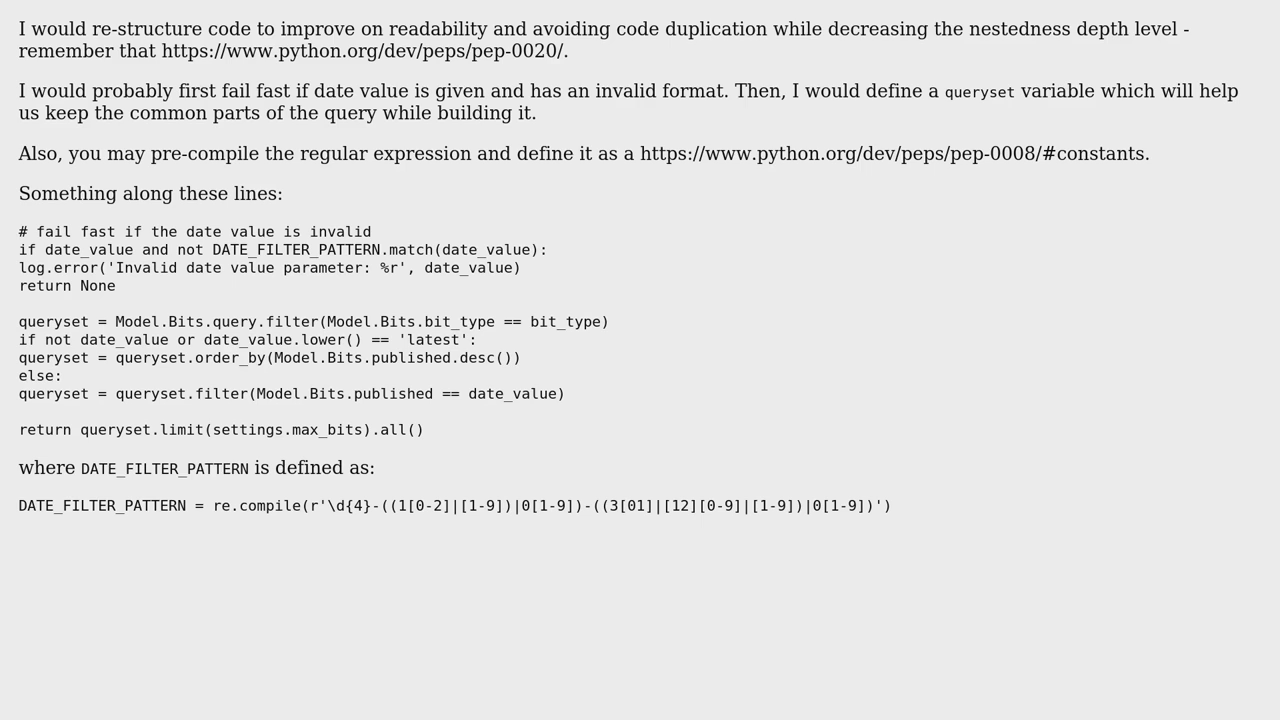 I would re-structure code to improve on readability and avoiding code duplication while decreasing the nestedness depth level -
remember that https://www.python.org/dev/peps/pep-0020/.
I would probably first fail fast if date value is given and has an invalid format. Then, I would define a queryset variable which will help
us keep the common parts of the query while building it.
Also, you may pre-compile the regular expression and define it as a https://www.python.org/dev/peps/pep-0008/#constants.
Something along these lines:
# fail fast if the date value is invalid
if date_value and not DATE_FILTER_PATTERN.match(date_value):
log.error('Invalid date value parameter: %r', date_value)
return None
queryset = Model.Bits.query.filter(Model.Bits.bit_type == bit_type)
if not date_value or date_value.lower() == 'latest':
queryset = queryset.order_by(Model.Bits.published.desc())
else:
queryset = queryset.filter(Model.Bits.published == date_value)
return queryset.limit(settings.max_bits).all()
where DATE_FILTER_PATTERN is defined as:
DATE_FILTER_PATTERN = re.compile(r'\d{4}-((1[0-2]|[1-9])|0[1-9])-((3[01]|[12][0-9]|[1-9])|0[1-9])')